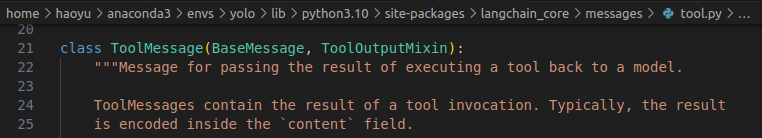 home > haoyu > anaconda3 > envs > yolo > lib > python3.10 > site-packages > langchain_core > messages > tool.py > ...
20
21 class ToolMessage(BaseMessage, ToolOutputMixin):
22     """Message for passing the result of executing a tool back to a model.
23
24     ToolMessages contain the result of a tool invocation. Typically, the result
25     is encoded inside the `content` field.